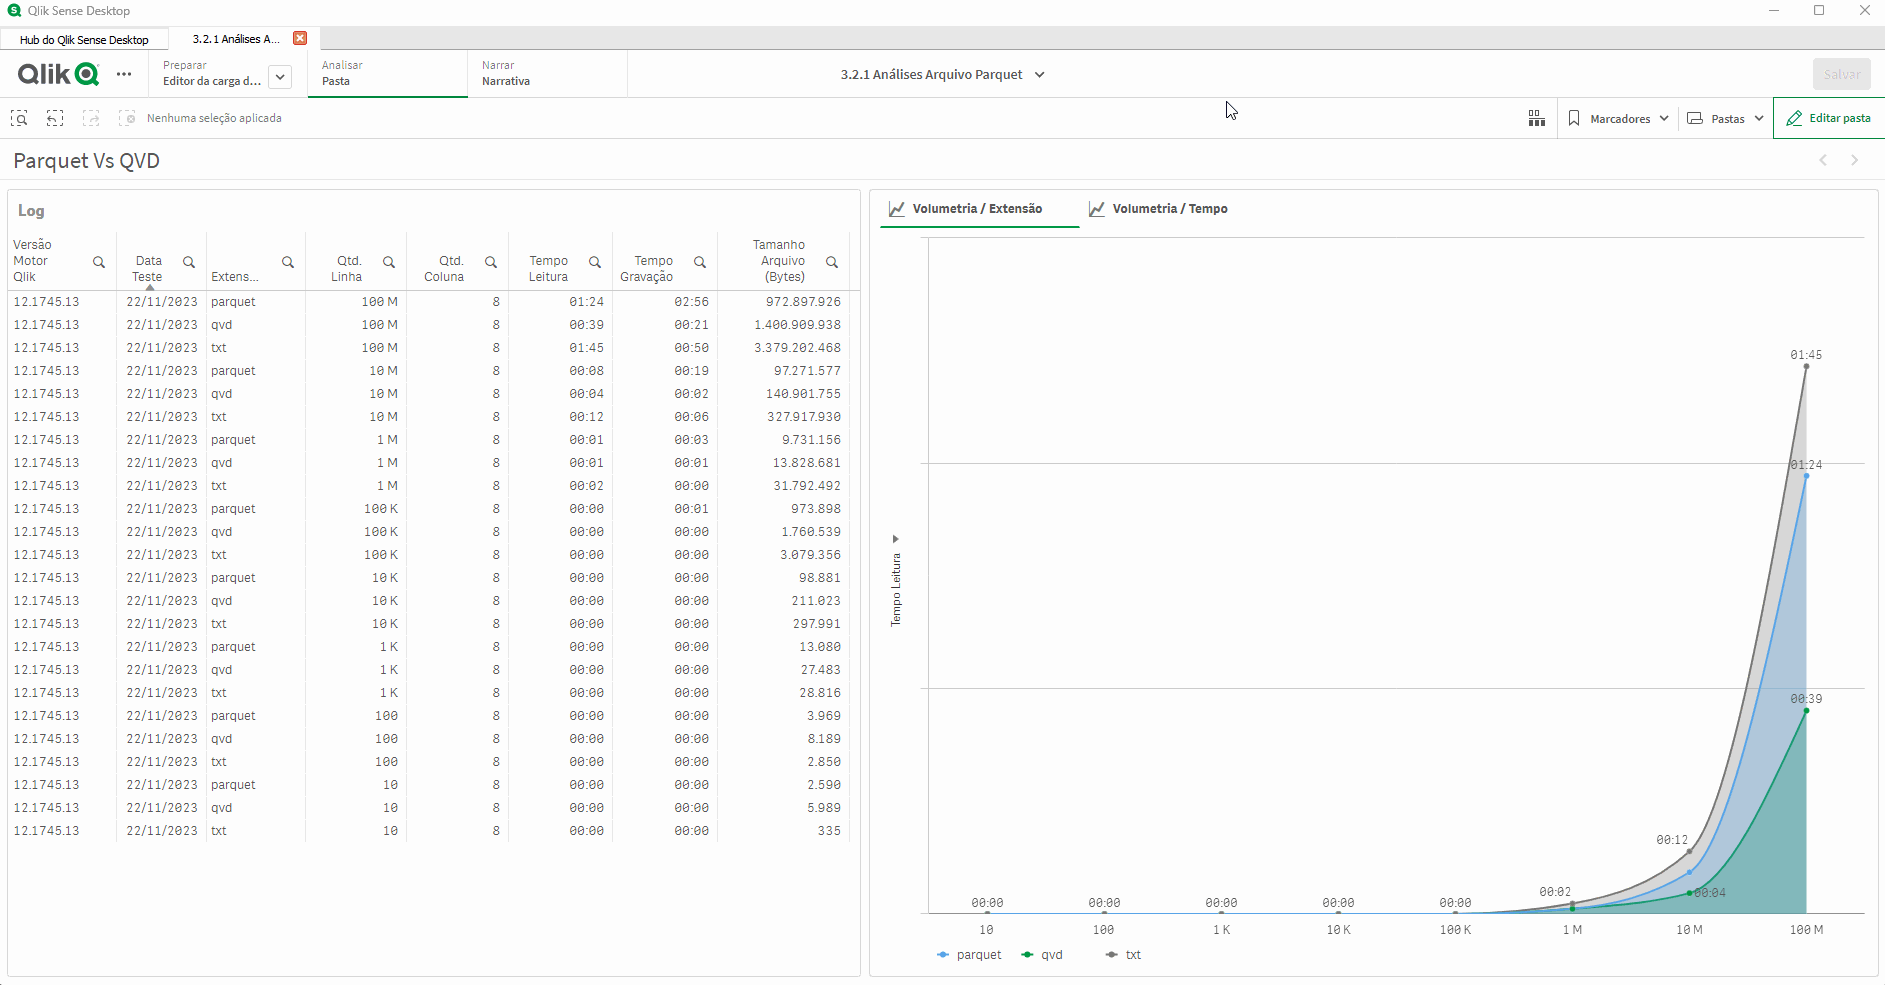 Qlik Sense Desktop
Hub do Qlik Sense Desktop
3.2.1 Análises A...
Qlik
Preparar
Editor da carga d...
Analisar
Pasta
Narrar
Narrativa
3.2.1 Análises Arquivo Parquet
Salvar
Nenhuma seleção aplicada
Marcadores
Pastas
Editar pasta
Parquet Vs QVD
Log
Versão Motor Qlik Data Teste Extens... Qtd. Linha Qtd. Coluna Tempo Leitura Tempo Gravação Tamanho Arquivo (Bytes)
12.1745.13 22/11/2023 parquet 100 M 8 01:24 02:56 972.897.926
12.1745.13 22/11/2023 qvd 100 M 8 00:39 00:21 1.400.909.938
12.1745.13 22/11/2023 txt 100 M 8 01:45 00:50 3.379.202.468
12.1745.13 22/11/2023 parquet 10 M 8 00:08 00:19 97.271.577
12.1745.13 22/11/2023 qvd 10 M 8 00:04 00:02 140.901.755
12.1745.13 22/11/2023 txt 10 M 8 00:12 00:06 327.917.930
12.1745.13 22/11/2023 parquet 1 M 8 00:01 00:03 9.731.156
12.1745.13 22/11/2023 qvd 1 M 8 00:01 00:01 13.828.681
12.1745.13 22/11/2023 txt 1 M 8 00:02 00:00 31.792.492
12.1745.13 22/11/2023 parquet 100 K 8 00:00 00:01 973.898
12.1745.13 22/11/2023 qvd 100 K 8 00:00 00:00 1.760.539
12.1745.13 22/11/2023 txt 100 K 8 00:00 00:00 3.079.356
12.1745.13 22/11/2023 parquet 10 K 8 00:00 00:00 98.881
12.1745.13 22/11/2023 qvd 10 K 8 00:00 00:00 211.023
12.1745.13 22/11/2023 txt 10 K 8 00:00 00:00 297.991
12.1745.13 22/11/2023 parquet 1 K 8 00:00 00:00 13.080
12.1745.13 22/11/2023 qvd 1 K 8 00:00 00:00 27.483
12.1745.13 22/11/2023 txt 1 K 8 00:00 00:00 28.816
12.1745.13 22/11/2023 parquet 100 8 00:00 00:00 3.969
12.1745.13 22/11/2023 qvd 100 8 00:00 00:00 8.189
12.1745.13 22/11/2023 txt 100 8 00:00 00:00 2.850
12.1745.13 22/11/2023 parquet 10 8 00:00 00:00 2.590
12.1745.13 22/11/2023 qvd 10 8 00:00 00:00 5.989
12.1745.13 22/11/2023 txt 10 8 00:00 00:00 335
Volumetria / Extensão
Volumetria / Tempo
Tempo Leitura
01:45
01:24
00:39
00:12
00:04
00:02
00:00 00:00 00:00 00:00 00:00
10 100 1 K 10 K 100 K 1 M 10 M 100 M
parquet qvd txt